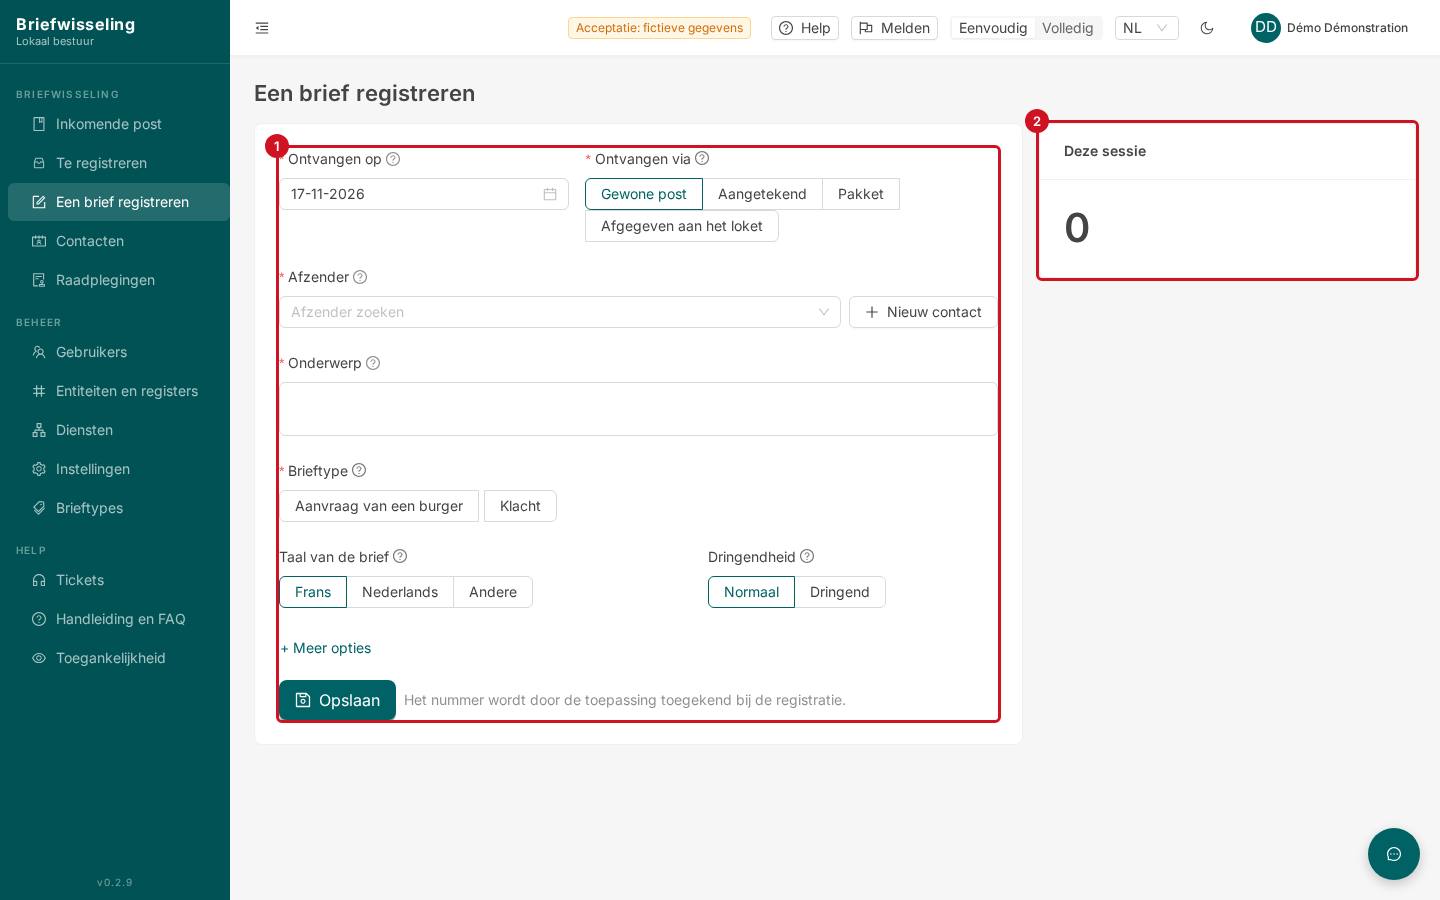 Briefwisseling
Lokaal bestuur
BRIEFWISSELING
Inkomende post
Te registreren
Een brief registreren
Contacten
Raadplegingen
BEHEER
Gebruikers
Entiteiten en registers
Diensten
Instellingen
Brieftypes
HELP
Tickets
Handleiding en FAQ
Toegankelijkheid
v0.2.9
Acceptatie: fictieve gegevens
Help
Melden
Eenvoudig Volledig
NL
DD Démo Démonstration
Een brief registreren
1
* Ontvangen op
17-11-2026
* Ontvangen via
Gewone post Aangetekend Pakket
Afgegeven aan het loket
* Afzender
Afzender zoeken
+ Nieuw contact
* Onderwerp
* Brieftype
Aanvraag van een burger Klacht
Taal van de brief
Frans Nederlands Andere
Dringendheid
Normaal Dringend
+ Meer opties
Opslaan Het nummer wordt door de toepassing toegekend bij de registratie.
2
Deze sessie
0